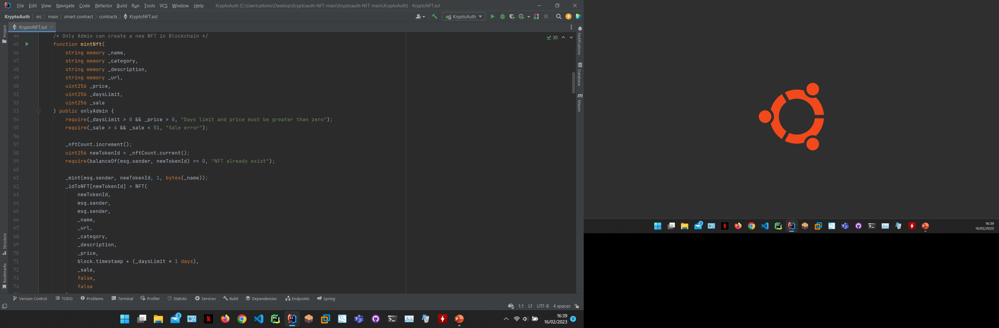 File Edit View Navigate Code Refactor Build Run Tools VCS Window Help KryptoAuth [C:\Users\albmo\Desktop\Kryptoauth-NFT-main\Kryptoauth-NFT-main\KryptoAuth] - KryptoNFT.sol
KryptoAuth src main smart contract contracts KryptoNFT.sol KryptoAuth
Project
KryptoNFT.sol
30
Notifications
Database
Maven
44 /* Only Admin can create a new NFT in Blockchain */
45 function mintNft(
46 string memory _name,
47 string memory _category,
48 string memory _description,
49 string memory _url,
50 uint256 _price,
51 uint256 _daysLimit,
52 uint256 _sale
53 ) public onlyAdmin {
54 require(_daysLimit > 0 && _price > 0, "Days limit and price must be greater than zero");
55 require(_sale > 4 && _sale < 51, "Sale error");
56
57 _nftCount.increment();
58 uint256 newTokenId = _nftCount.current();
59 require(balanceOf(msg.sender, newTokenId) == 0, "NFT already exist");
60
61 _mint(msg.sender, newTokenId, 1, bytes(_name));
62 _idToNFT[newTokenId] = NFT(
63 newTokenId,
64 msg.sender,
65 msg.sender,
66 _name,
67 _url,
68 _category,
69 _description,
70 _price,
71 block.timestamp + (_daysLimit * 1 days),
72 _sale,
73 false,
74 false
Structure
Bookmarks
Version Control TODO Problems Terminal Profiler Statistic Services Build Dependencies Endpoints Spring
1:1 LF UTF-8 4 spaces
3
16:39
16/02/2023
9
3
16:39
16/02/2023